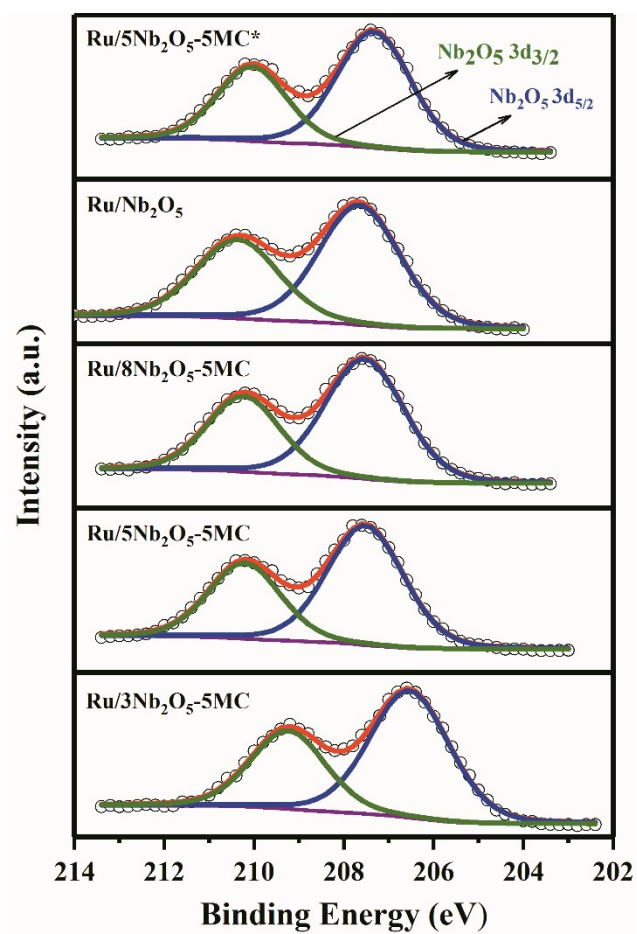 Ru/5Nb₂O₅-5MC*
Nb₂O₅ 3d₃/₂
Nb₂O₅ 3d₅/₂
Ru/Nb₂O₅
Ru/8Nb₂O₅-5MC
Ru/5Nb₂O₅-5MC
Ru/3Nb₂O₅-5MC
Intensity (a.u.)
214 212 210 208 206 204 202
Binding Energy (eV)